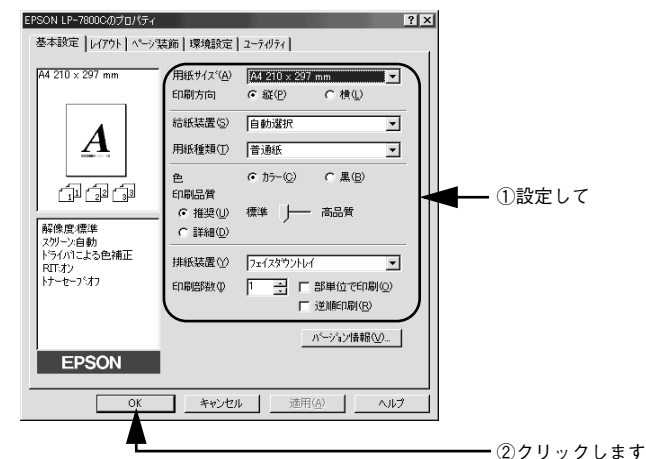 EPSON LP-7800Cのプロパティ
基本設定 レイアウト ページ装飾 環境設定 ユーティリティ
A4 210 x 297 mm
用紙サイズ(A) A4 210 x 297 mm
印刷方向 縦(P) 横(L)
A
給紙装置(S) 自動選択
用紙種類(T) 普通紙
1 1 2 2 3 3
色 カラー(C) 黒(B)
①設定して
印刷品質
推奨(U) 標準 高品質
詳細(D)
解像度:標準
スクリーン:自動
ドライバによる色補正
RIT:オン
トナーセーブ:オフ
排紙装置(Y) フェイスダウントレイ
印刷部数(I) 1 部単位で印刷(O)
逆順印刷(R)
バージョン情報(V)...
EPSON
OK キャンセル 適用(A) ヘルプ
②クリックします